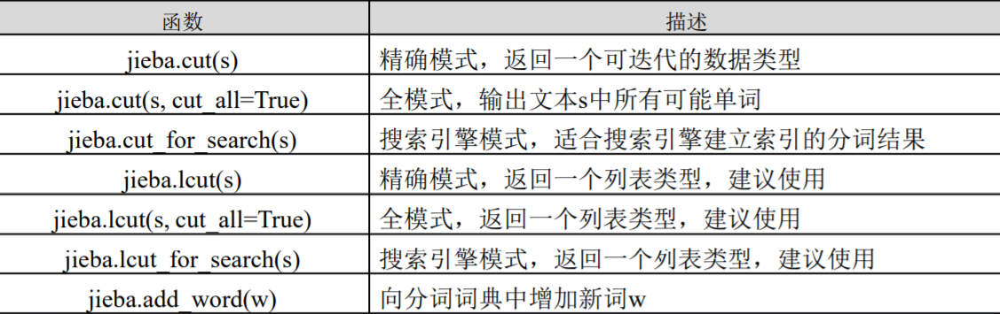 函数 描述
jieba.cut(s) 精确模式，返回一个可迭代的数据类型
jieba.cut(s, cut_all=True) 全模式，输出文本s中所有可能单词
jieba.cut_for_search(s) 搜索引擎模式，适合搜索引擎建立索引的分词结果
jieba.lcut(s) 精确模式，返回一个列表类型，建议使用
jieba.lcut(s, cut_all=True) 全模式，返回一个列表类型，建议使用
jieba.lcut_for_search(s) 搜索引擎模式，返回一个列表类型，建议使用
jieba.add_word(w) 向分词词典中增加新词w